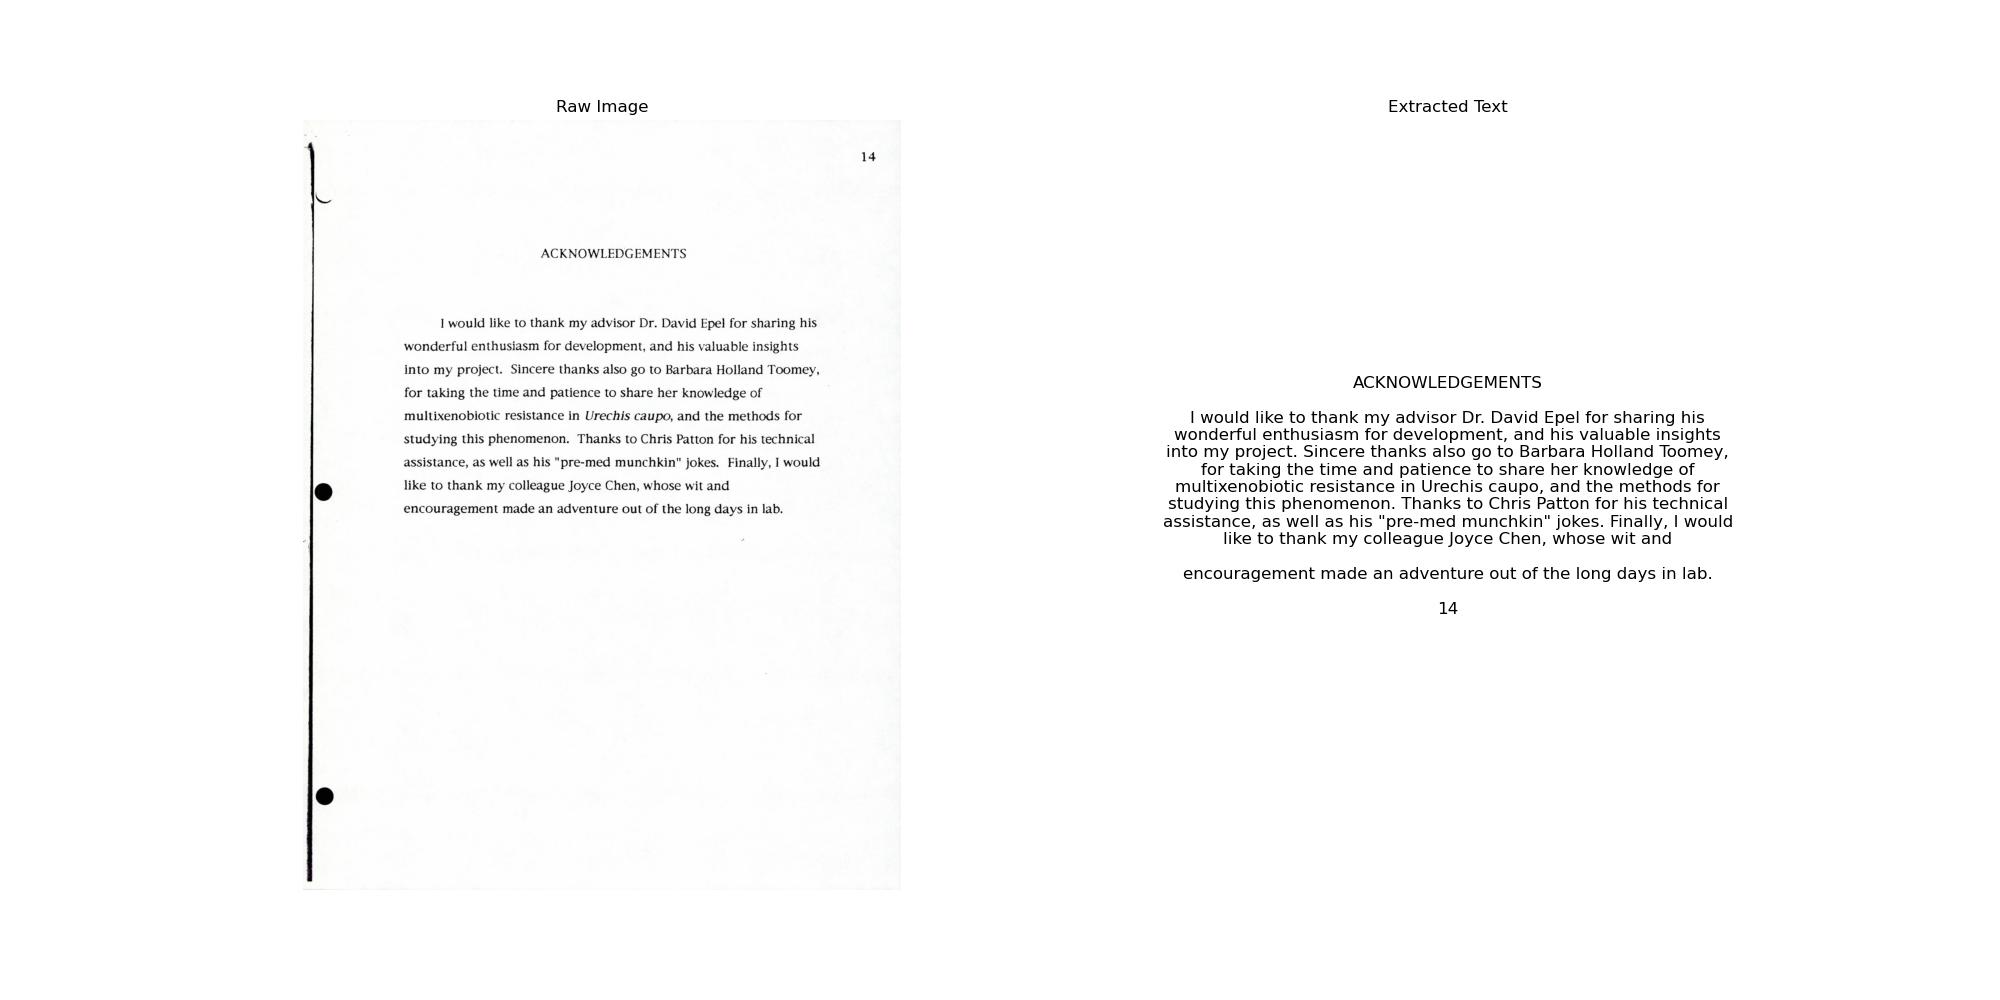 Raw Image
14
ACKNOWLEDGEMENTS
I would like to thank my advisor Dr. David Epel for sharing his
wonderful enthusiasm for development, and his valuable insights
into my project.  Sincere thanks also go to Barbara Holland Toomey,
for taking the time and patience to share her knowledge of
multixenobiotic resistance in Urechis caupo, and the methods for
studying this phenomenon.  Thanks to Chris Patton for his technical
assistance, as well as his "pre-med munchkin" jokes.  Finally, I would
like to thank my colleague Joyce Chen, whose wit and
encouragement made an adventure out of the long days in lab.
Extracted Text
ACKNOWLEDGEMENTS
I would like to thank my advisor Dr. David Epel for sharing his
wonderful enthusiasm for development, and his valuable insights
into my project. Sincere thanks also go to Barbara Holland Toomey,
for taking the time and patience to share her knowledge of
multixenobiotic resistance in Urechis caupo, and the methods for
studying this phenomenon. Thanks to Chris Patton for his technical
assistance, as well as his "pre-med munchkin" jokes. Finally, I would
like to thank my colleague Joyce Chen, whose wit and
encouragement made an adventure out of the long days in lab.
14